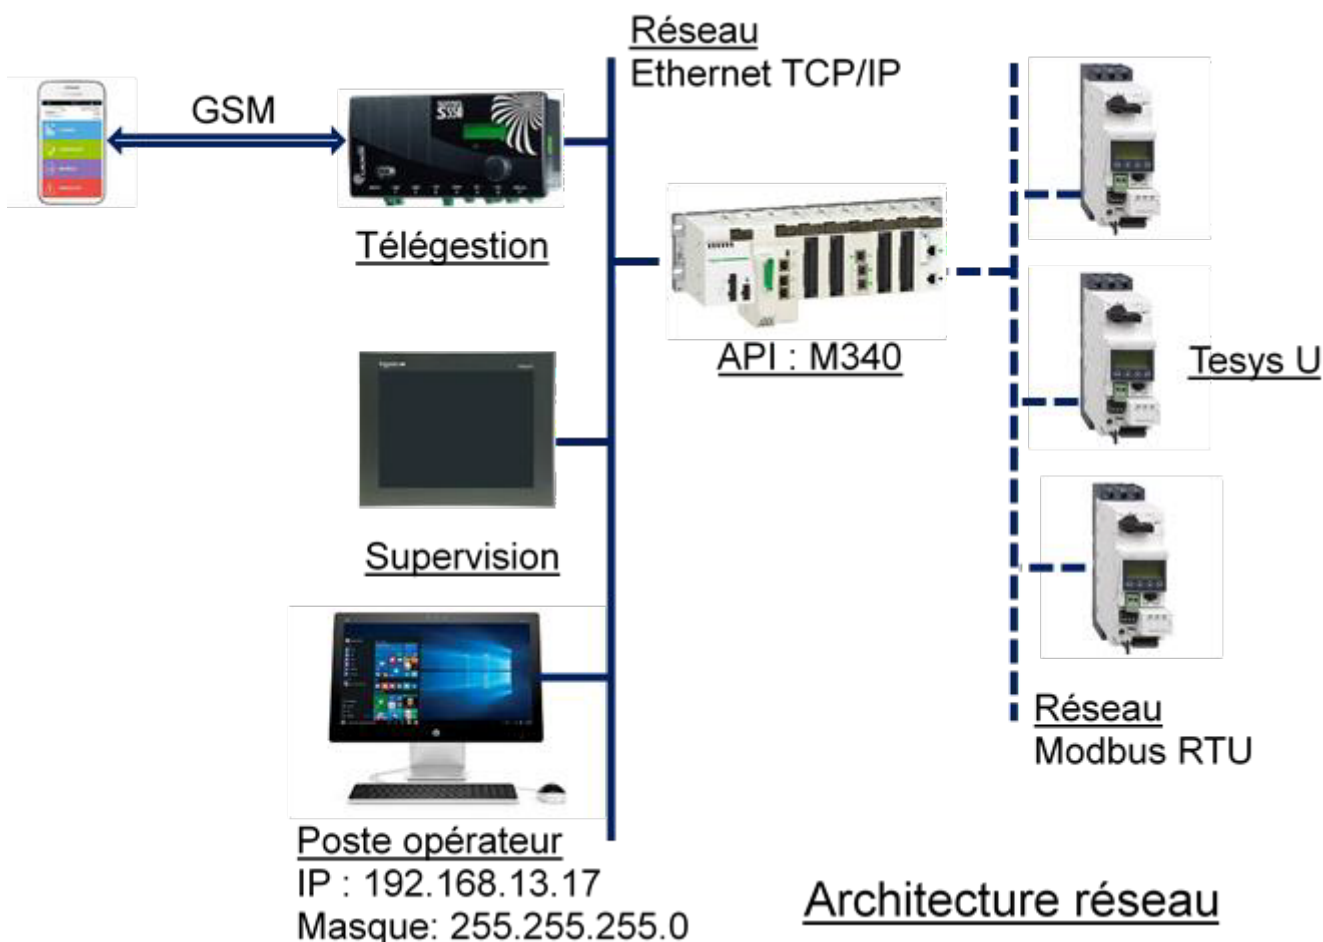 Réseau
Ethernet TCP/IP
GSM
S550
Télégestion
API : M340
Tesys U
Supervision
Réseau
Modbus RTU
Poste opérateur
IP : 192.168.13.17
Masque: 255.255.255.0
Architecture réseau